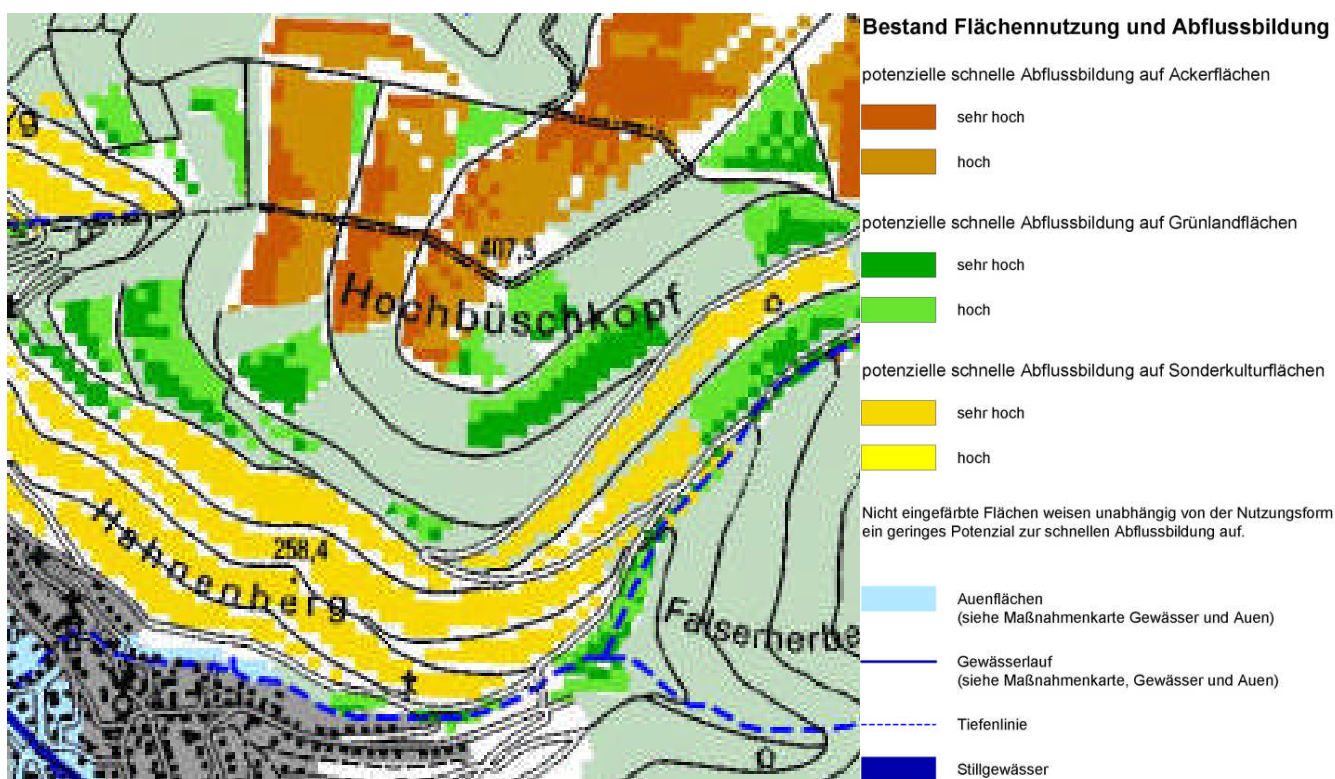 Bestand Flächennutzung und Abflussbildung
potenzielle schnelle Abflussbildung auf Ackerflächen
sehr hoch
hoch
potenzielle schnelle Abflussbildung auf Grünlandflächen
sehr hoch
hoch
potenzielle schnelle Abflussbildung auf Sonderkulturflächen
sehr hoch
hoch
Nicht eingefärbte Flächen weisen unabhängig von der Nutzungsform
ein geringes Potenzial zur schnellen Abflussbildung auf.
Auenflächen
(siehe Maßnahmenkarte Gewässer und Auen)
Gewässerlauf
(siehe Maßnahmenkarte, Gewässer und Auen)
Tiefenlinie
Stillgewässer
rg
407,5
Hochbüschkopf
258,4
Hahnenberg